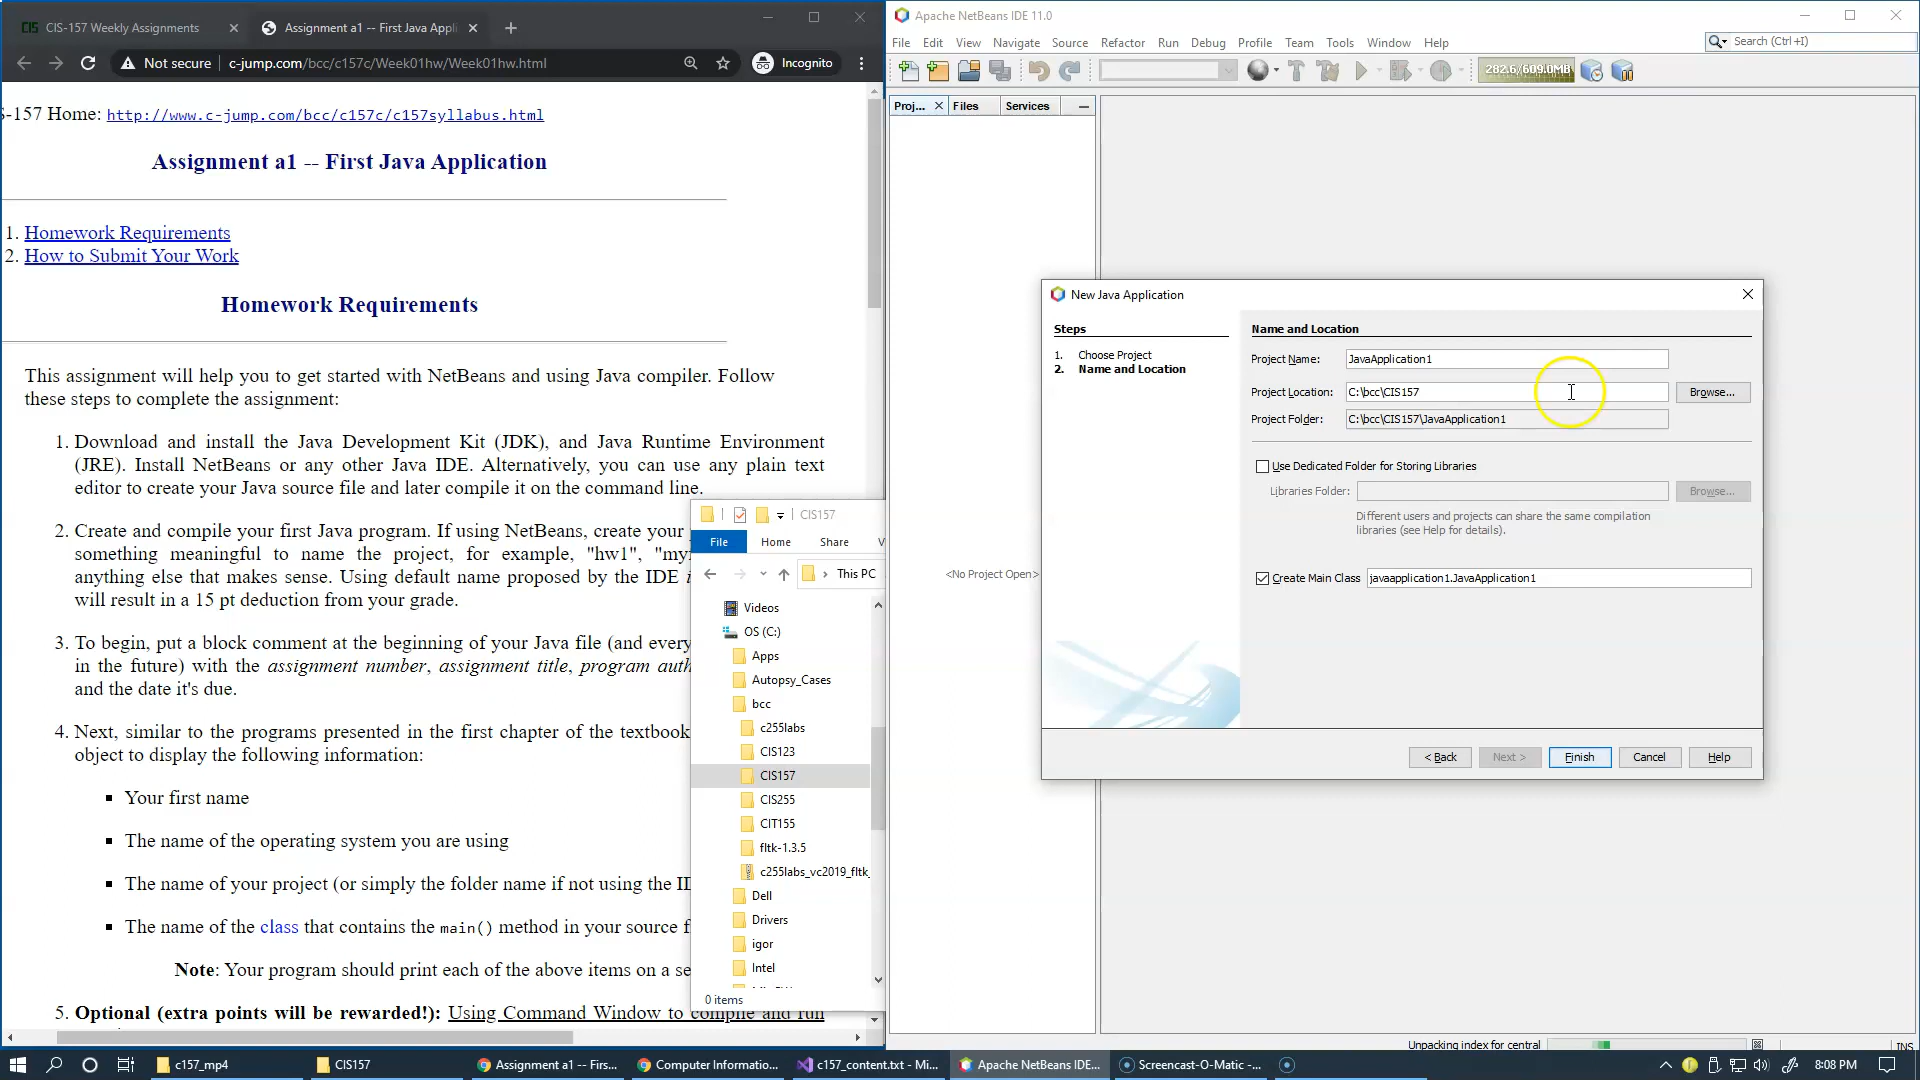 CIS CIS-157 Weekly Assignments
Assignment a1 -- First Java Appli
Not secure
c-jump.com/bcc/c157c/Week01hw/Week01hw.html
Incognito
S-157 Home: http://www.c-jump.com/bcc/c157c/c157syllabus.html
Assignment a1 -- First Java Application
1. Homework Requirements
2. How to Submit Your Work
Homework Requirements
This assignment will help you to get started with NetBeans and using Java compiler. Follow
these steps to complete the assignment:
1. Download and install the Java Development Kit (JDK), and Java Runtime Environment
(JRE). Install NetBeans or any other Java IDE. Alternatively, you can use any plain text
editor to create your Java source file and later compile it on the command line.
2. Create and compile your first Java program. If using NetBeans, create your
something meaningful to name the project, for example, "hw1", "my
anything else that makes sense. Using default name proposed by the IDE
will result in a 15 pt deduction from your grade.
3. To begin, put a block comment at the beginning of your Java file (and every
in the future) with the assignment number, assignment title, program auth
and the date it's due.
4. Next, similar to the programs presented in the first chapter of the textbook
object to display the following information:
▪ Your first name
▪ The name of the operating system you are using
▪ The name of your project (or simply the folder name if not using the ID
▪ The name of the class that contains the main() method in your source f
Note: Your program should print each of the above items on a se
5. Optional (extra points will be rewarded!): Using Command Window to compile and run
CIS157
File
Home
Share
V
This PC
Videos
OS (C:)
Apps
Autopsy_Cases
bcc
c255labs
CIS123
CIS157
CIS255
CIT155
fltk-1.3.5
c255labs_vc2019_fltk_
Dell
Drivers
igor
Intel
0 items
Apache NetBeans IDE 11.0
File Edit View Navigate Source Refactor Run Debug Profile Team Tools Window Help
Search (Ctrl+I)
282.6/609.0MB
Proj...
Files
Services
<No Project Open>
New Java Application
Steps
1. Choose Project
2. Name and Location
Name and Location
Project Name: JavaApplication1
Project Location: C:\bcc\CIS157
Browse...
Project Folder: C:\bcc\CIS157\JavaApplication1
Use Dedicated Folder for Storing Libraries
Libraries Folder:
Browse...
Different users and projects can share the same compilation
libraries (see Help for details).
Create Main Class javaapplication1.JavaApplication1
< Back
Next >
Finish
Cancel
Help
Unpacking index for central
INS
c157_mp4
CIS157
Assignment a1 -- Firs...
Computer Informatio...
c157_content.txt - Mi...
Apache NetBeans IDE...
Screencast-O-Matic -...
8:08 PM